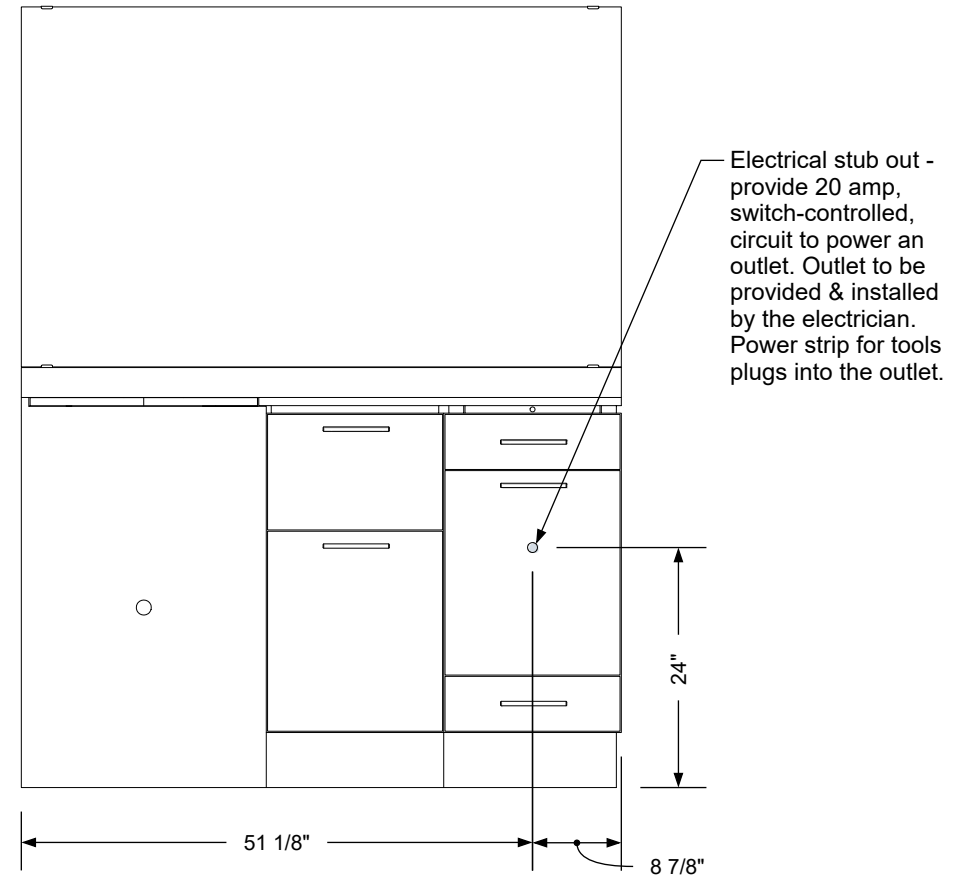 Electrical stub out -
provide 20 amp,
switch-controlled,
circuit to power an
outlet. Outlet to be
provided & installed
by the electrician.
Power strip for tools
plugs into the outlet.
24"
51 1/8"
8 7/8"